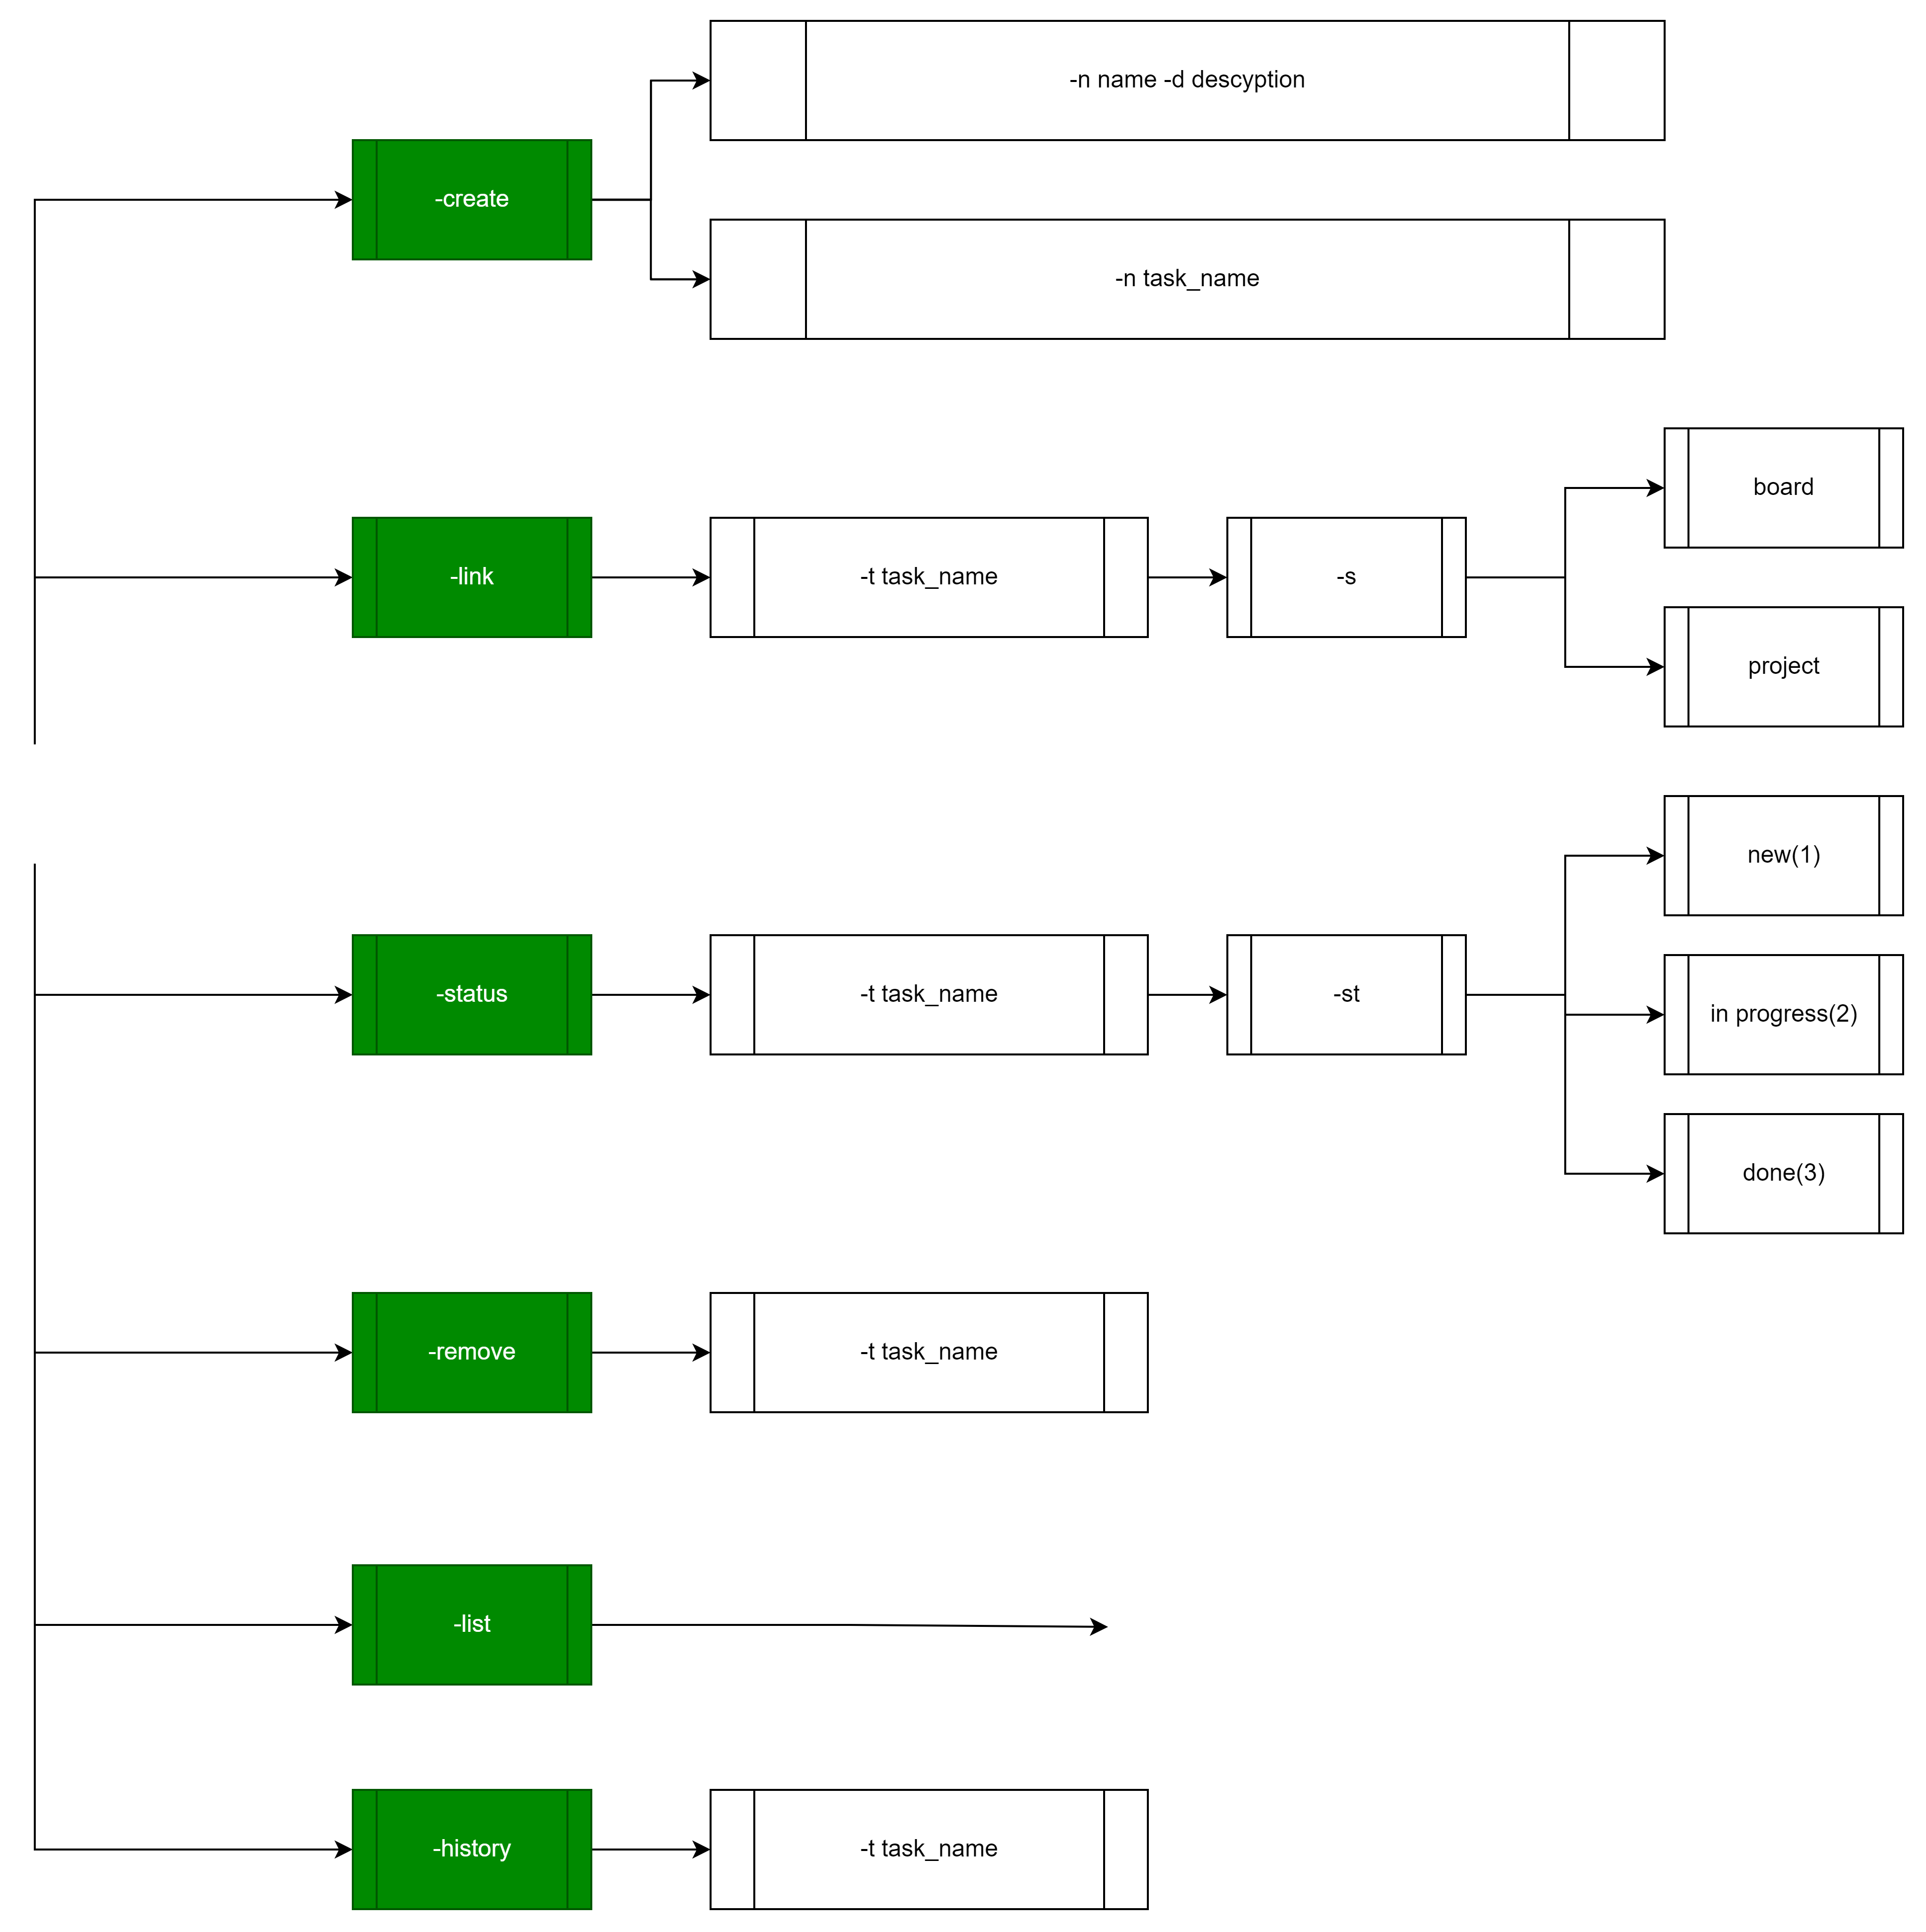 -n name -d descyption
-create
-n task_name
board
-link
-t task_name
-s
project
new(1)
-status
-t task_name
-st
in progress(2)
done(3)
-remove
-t task_name
-list
-history
-t task_name